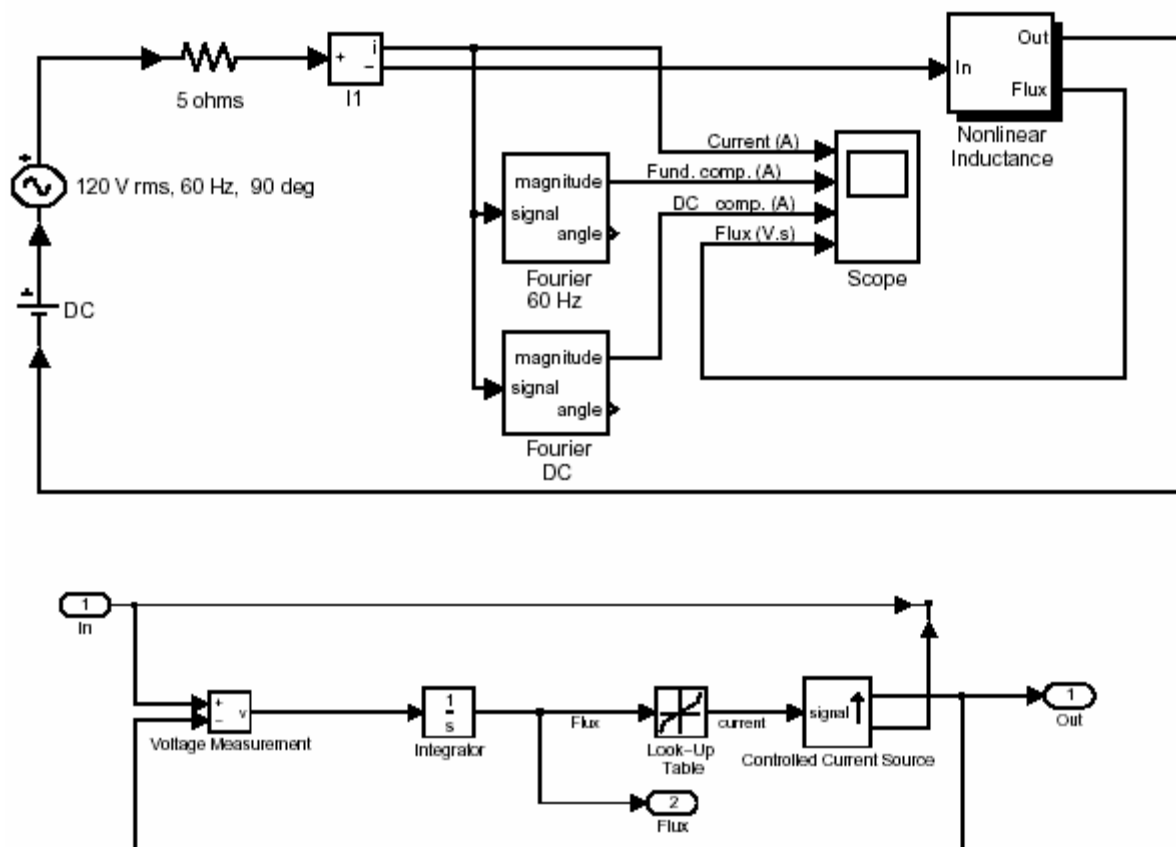 5 ohms
+
i
−
I1
In
Out
Flux
Nonlinear
Inductance
+
120 V rms, 60 Hz, 90 deg
+
DC
magnitude
signal
angle
Fourier
60 Hz
magnitude
signal
angle
Fourier
DC
Current (A)
Fund. comp. (A)
DC comp. (A)
Flux (V.s)
Scope
1
In
+
−
v
Voltage Measurement
1
s
Integrator
Flux
Look-Up
Table
current
signal
Controlled Current Source
1
Out
2
Flux